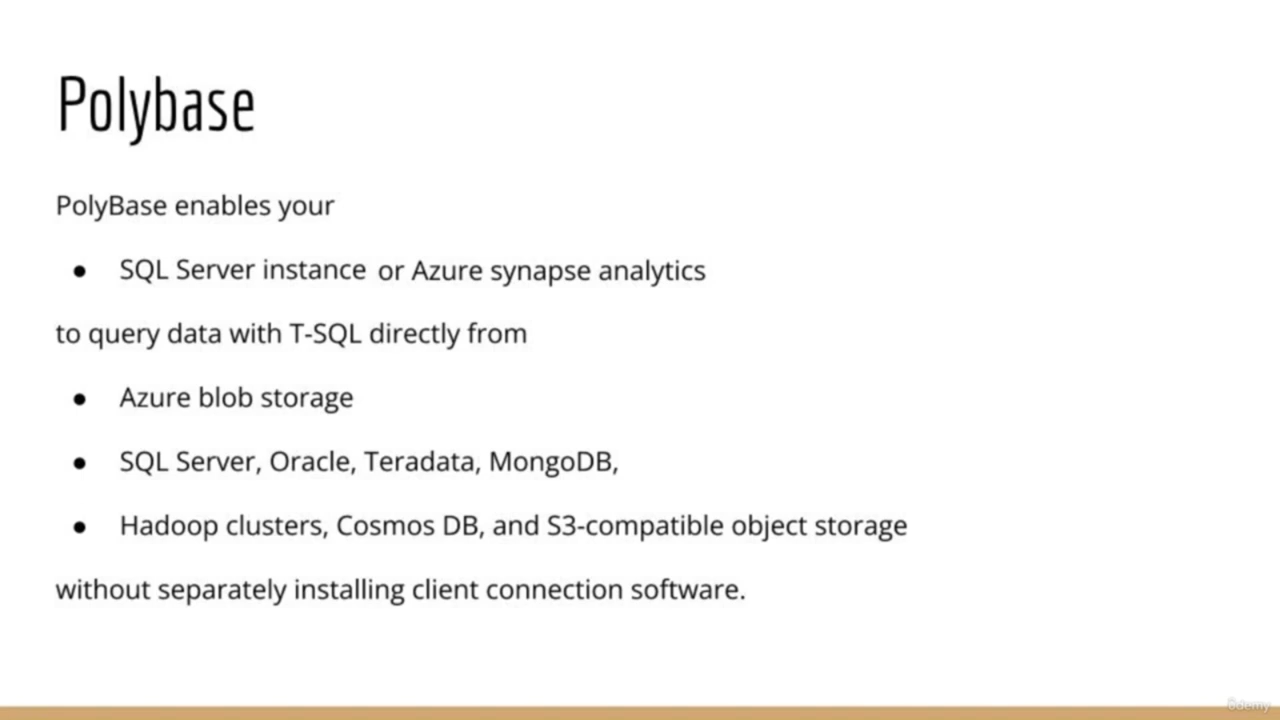 Polybase
PolyBase enables your
● SQL Server instance or Azure synapse analytics
to query data with T-SQL directly from
● Azure blob storage
● SQL Server, Oracle, Teradata, MongoDB,
● Hadoop clusters, Cosmos DB, and S3-compatible object storage
without separately installing client connection software.
ûdemy